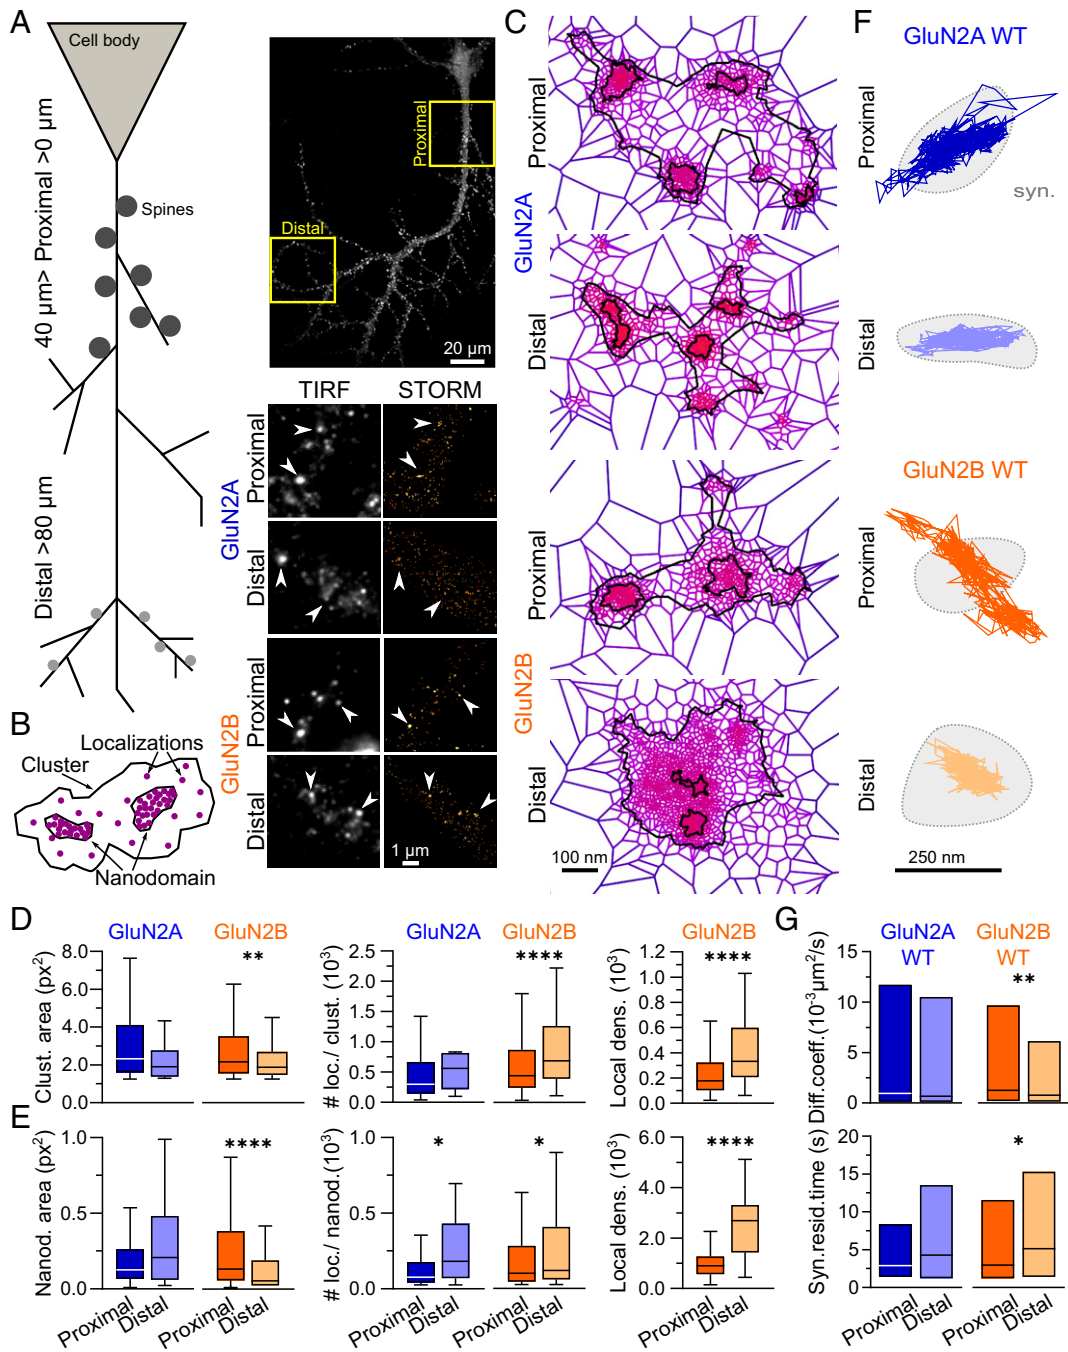 A
Cell body
40 µm> Proximal >0 µm
Spines
Distal >80 µm
Proximal
Distal
20 µm
TIRF STORM
GluN2A
Proximal
Distal
GluN2B
Proximal
Distal
1 µm
B
Localizations
Cluster
Nanodomain
C
GluN2A
Proximal
Distal
GluN2B
Proximal
Distal
100 nm
F
GluN2A WT
Proximal
syn.
Distal
GluN2B WT
Proximal
Distal
250 nm
D
GluN2A GluN2B
Clust. area (px²)
8.0
6.0
4.0
2.0
0.0
**
GluN2A GluN2B
# loc./ clust. (10³)
2.5
2.0
1.5
1.0
0.5
0.0
****
GluN2B
Local dens. (10³)
1.2
1.0
0.8
0.6
0.4
0.2
0.0
****
E
Nanod. area (px²)
1.0
0.5
0.0
****
Proximal Distal Proximal Distal
# loc./ nanod.(10³)
1.0
0.5
0.0
* *
Proximal Distal Proximal Distal
Local dens. (10³)
6.0
4.0
2.0
0.0
****
Proximal Distal
G
GluN2A WT GluN2B WT
Diff.coeff.(10⁻³µm²/s)
15
10
5
0
**
Syn.resid.time (s)
20
15
10
5
0
*
Proximal Distal Proximal Distal